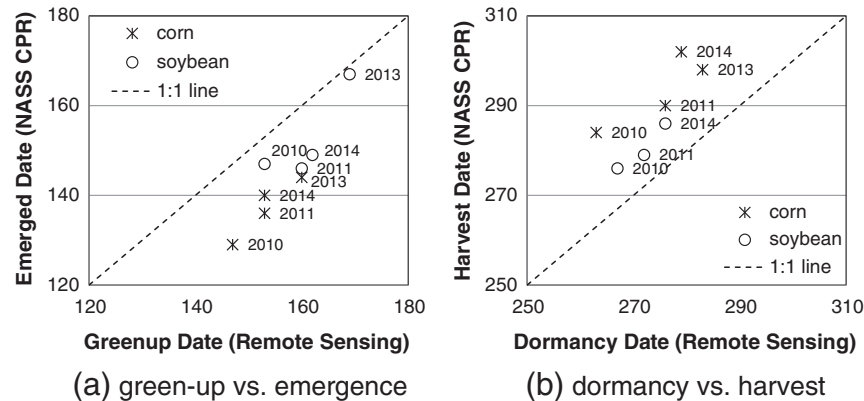 180
160
140
120
120 140 160 180
Emerged Date (NASS CPR)
Greenup Date (Remote Sensing)
corn
soybean
1:1 line
2013
2010 2014
2011
2013
2014
2011
2010
(a) green-up vs. emergence
310
290
270
250
250 270 290 310
Harvest Date (NASS CPR)
Dormancy Date (Remote Sensing)
2014
2013
2011
2014
2010
2011
2010
corn
soybean
1:1 line
(b) dormancy vs. harvest